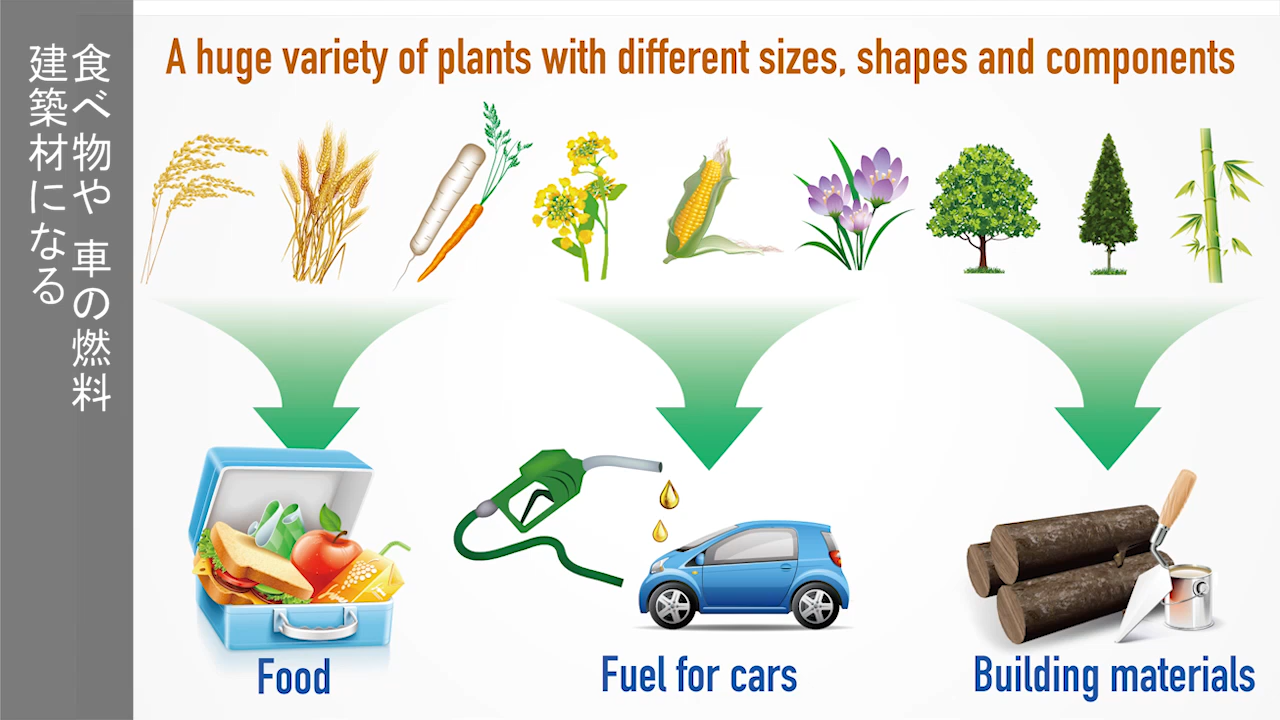 食べ物や 車の燃料
建築材になる
A huge variety of plants with different sizes, shapes and components
Food
Fuel for cars
Building materials